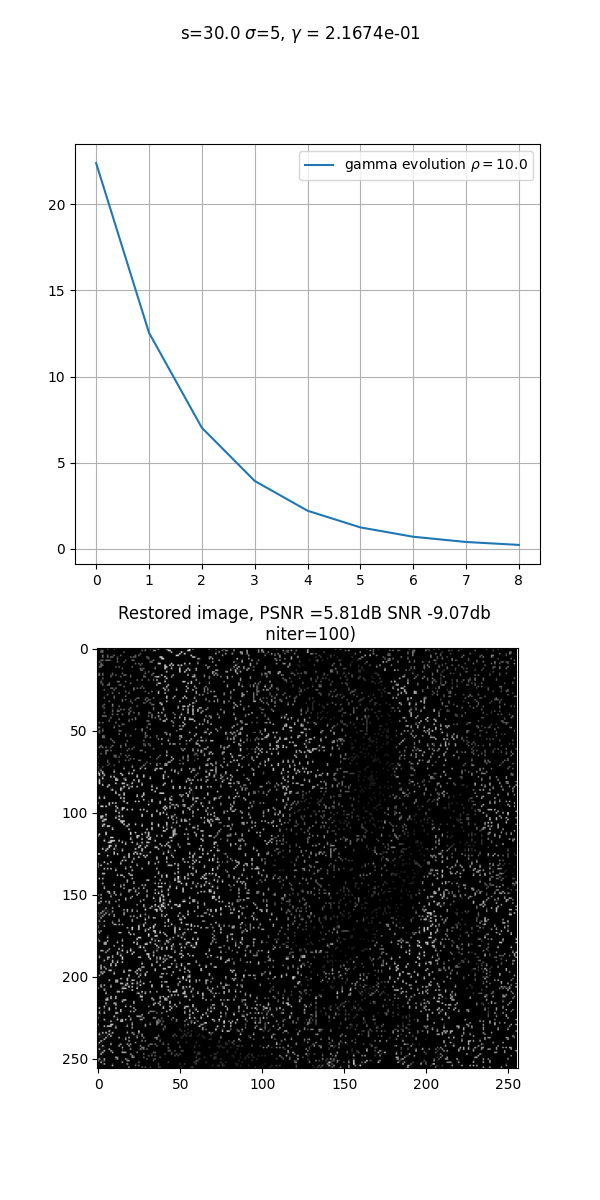 s=30.0 σ=5, γ = 2.1674e-01
gamma evolution ρ = 10.0
20
15
10
5
0
0 1 2 3 4 5 6 7 8
Restored image, PSNR =5.81dB SNR -9.07db
niter=100)
0
50
100
150
200
250
0 50 100 150 200 250